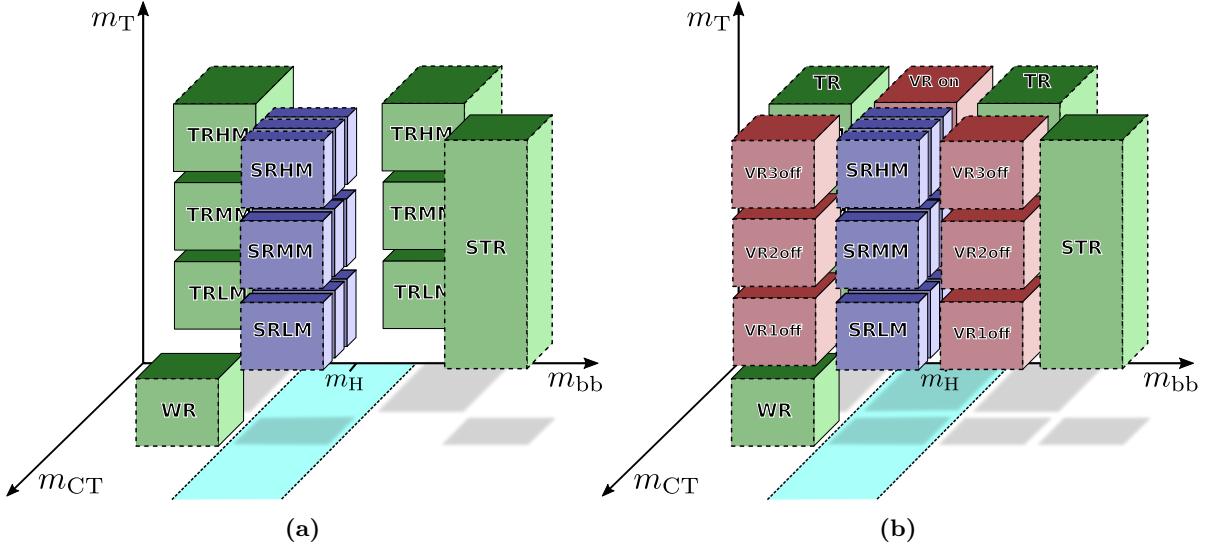 m_T
TRHM
TRHM
SRHM
TRMM
TRMM
SRMM
STR
TRLM
TRLM
SRLM
m_H
m_bb
WR
m_CT
(a)
m_T
TR
VR on
TR
VR3off
SRHM
VR3off
VR2off
SRMM
VR2off
STR
VR1off
SRLM
VR1off
m_H
m_bb
WR
m_CT
(b)